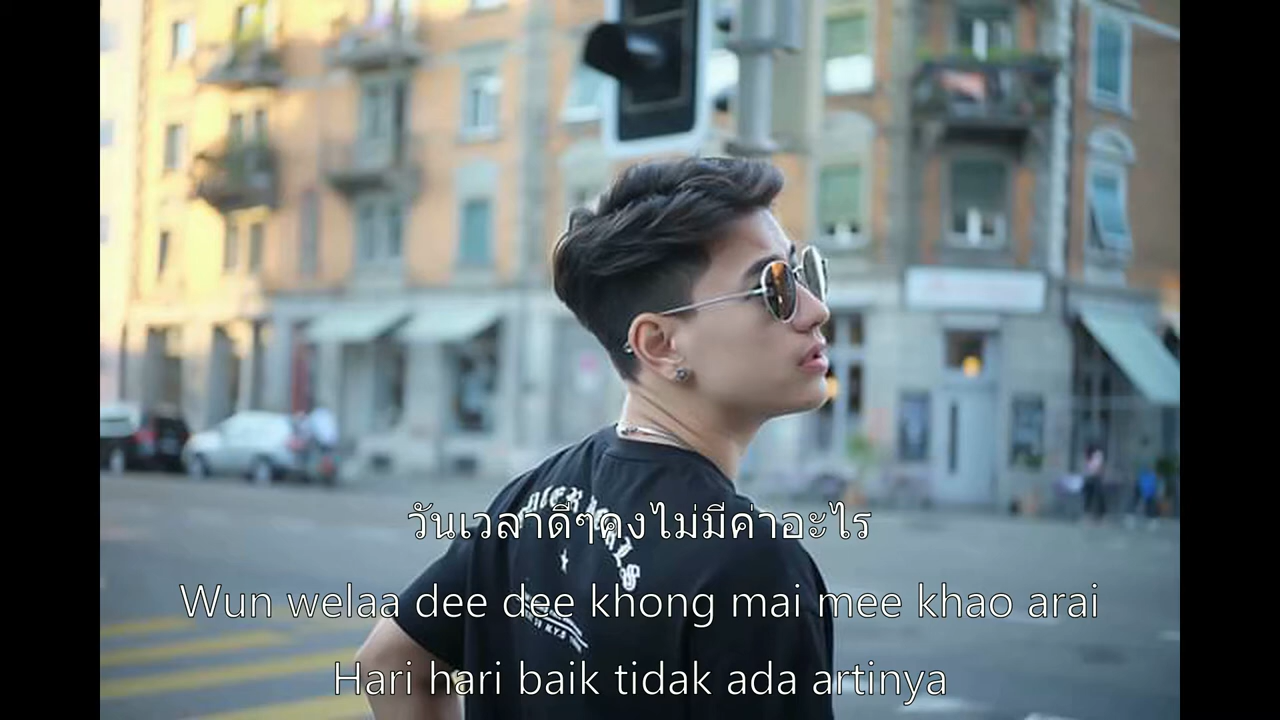 วันเวลาดีๆคงไม่มีค่าอะไร
Wun welaa dee dee khong mai mee khao arai
Hari hari baik tidak ada artinya